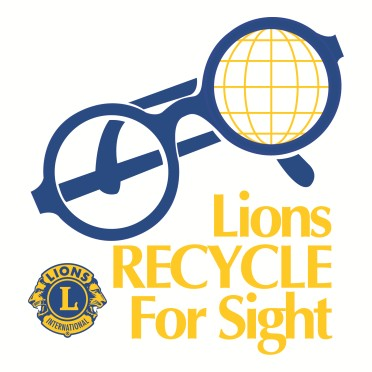 Lions
RECYCLE
For Sight
LIONS
L
INTERNATIONAL